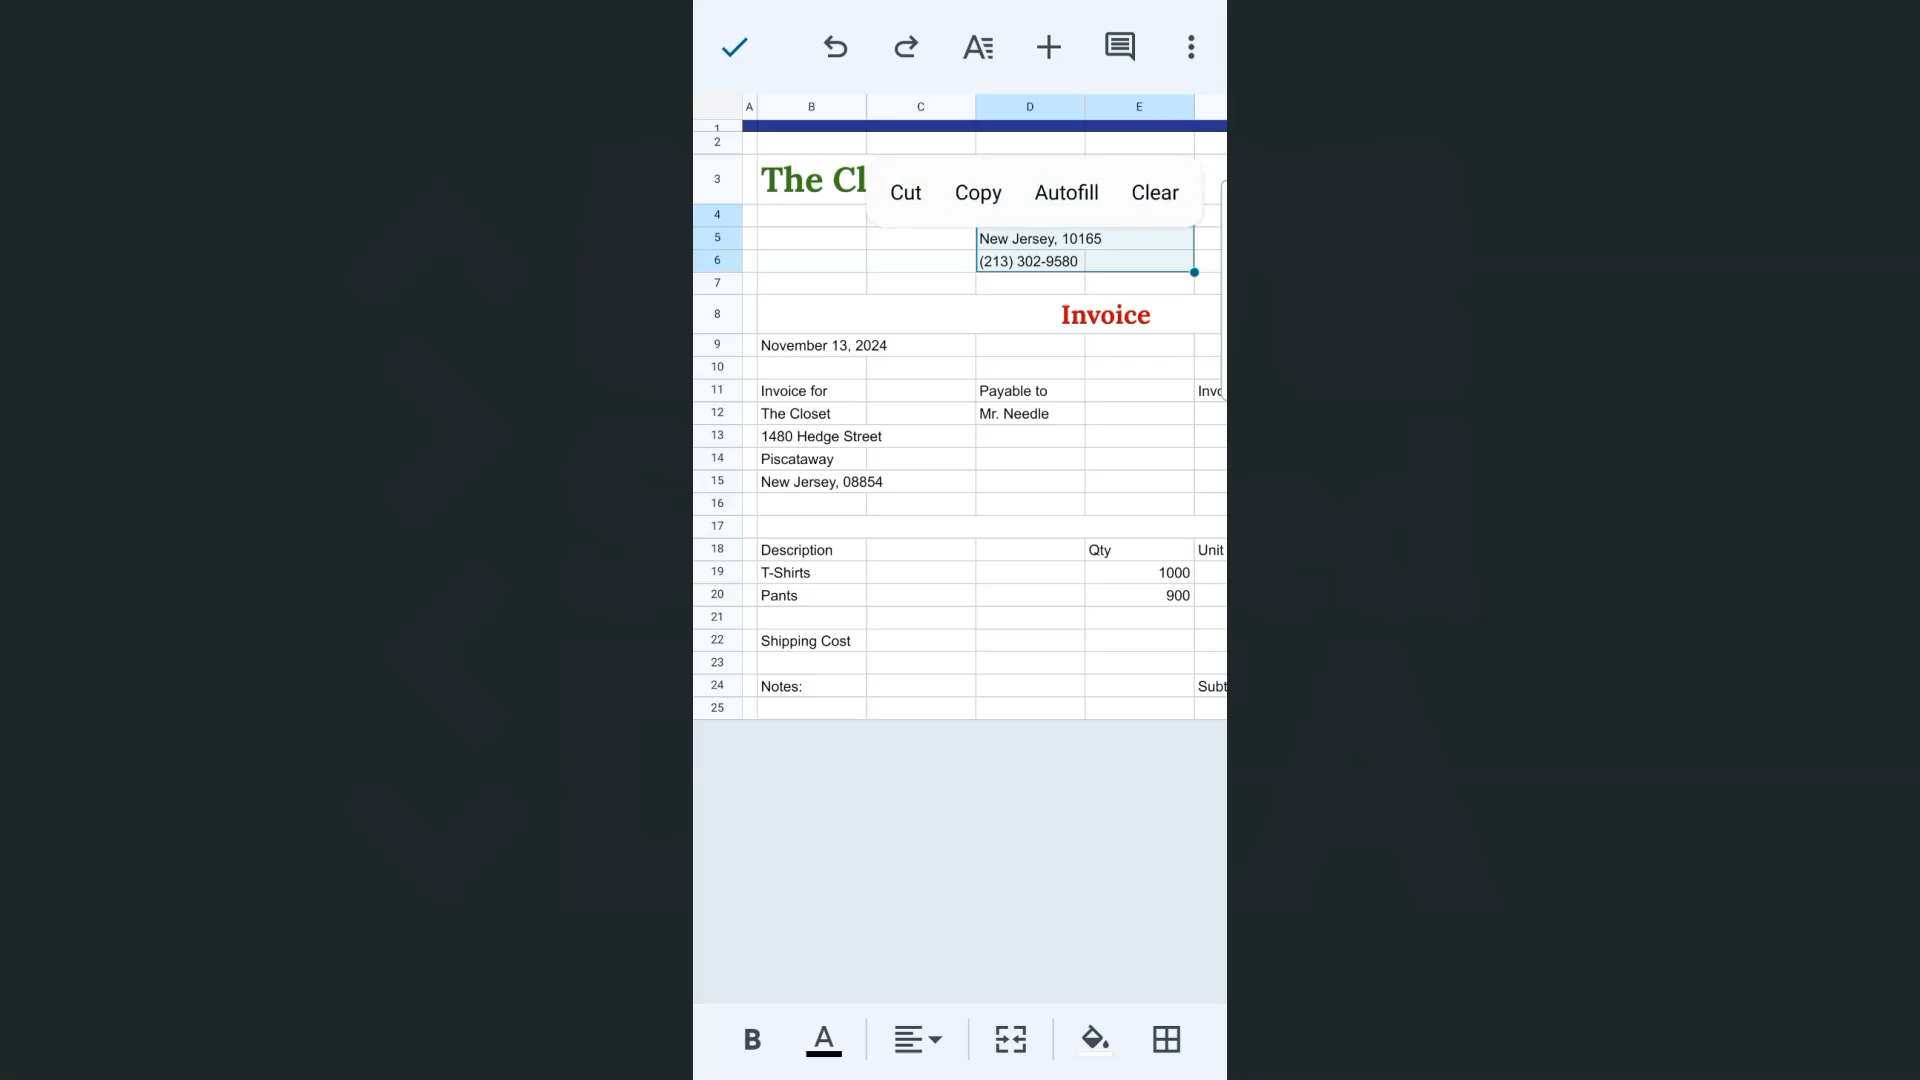 A B C D E
1
2
3 The Cl
Cut Copy Autofill Clear
4
5 New Jersey, 10165
6 (213) 302-9580
7
8 Invoice
9 November 13, 2024
10
11 Invoice for Payable to Invo
12 The Closet Mr. Needle
13 1480 Hedge Street
14 Piscataway
15 New Jersey, 08854
16
17
18 Description Qty Unit
19 T-Shirts 1000
20 Pants 900
21
22 Shipping Cost
23
24 Notes: Subt
25
B A